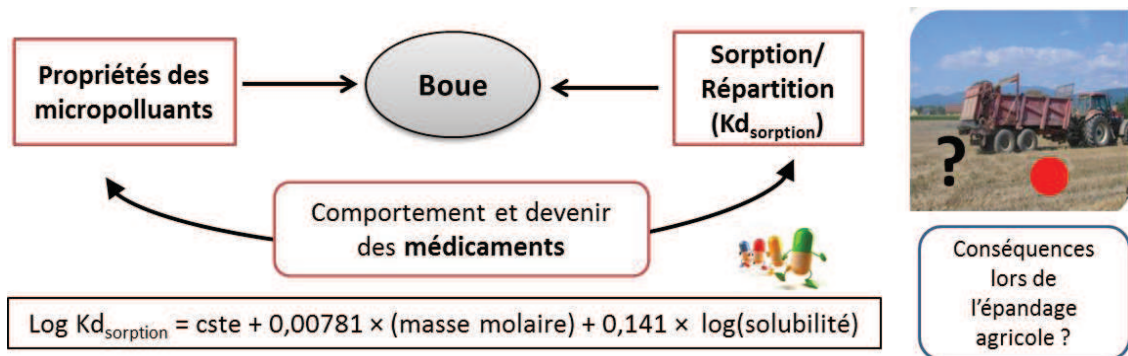 Propriétés des
micropolluants
Boue
Sorption/
Répartition
(Kdsorption)
?
Comportement et devenir
des médicaments
Conséquences
lors de
l'épandage
agricole ?
Log Kdsorption = cste + 0,00781 × (masse molaire) + 0,141 × log(solubilité)